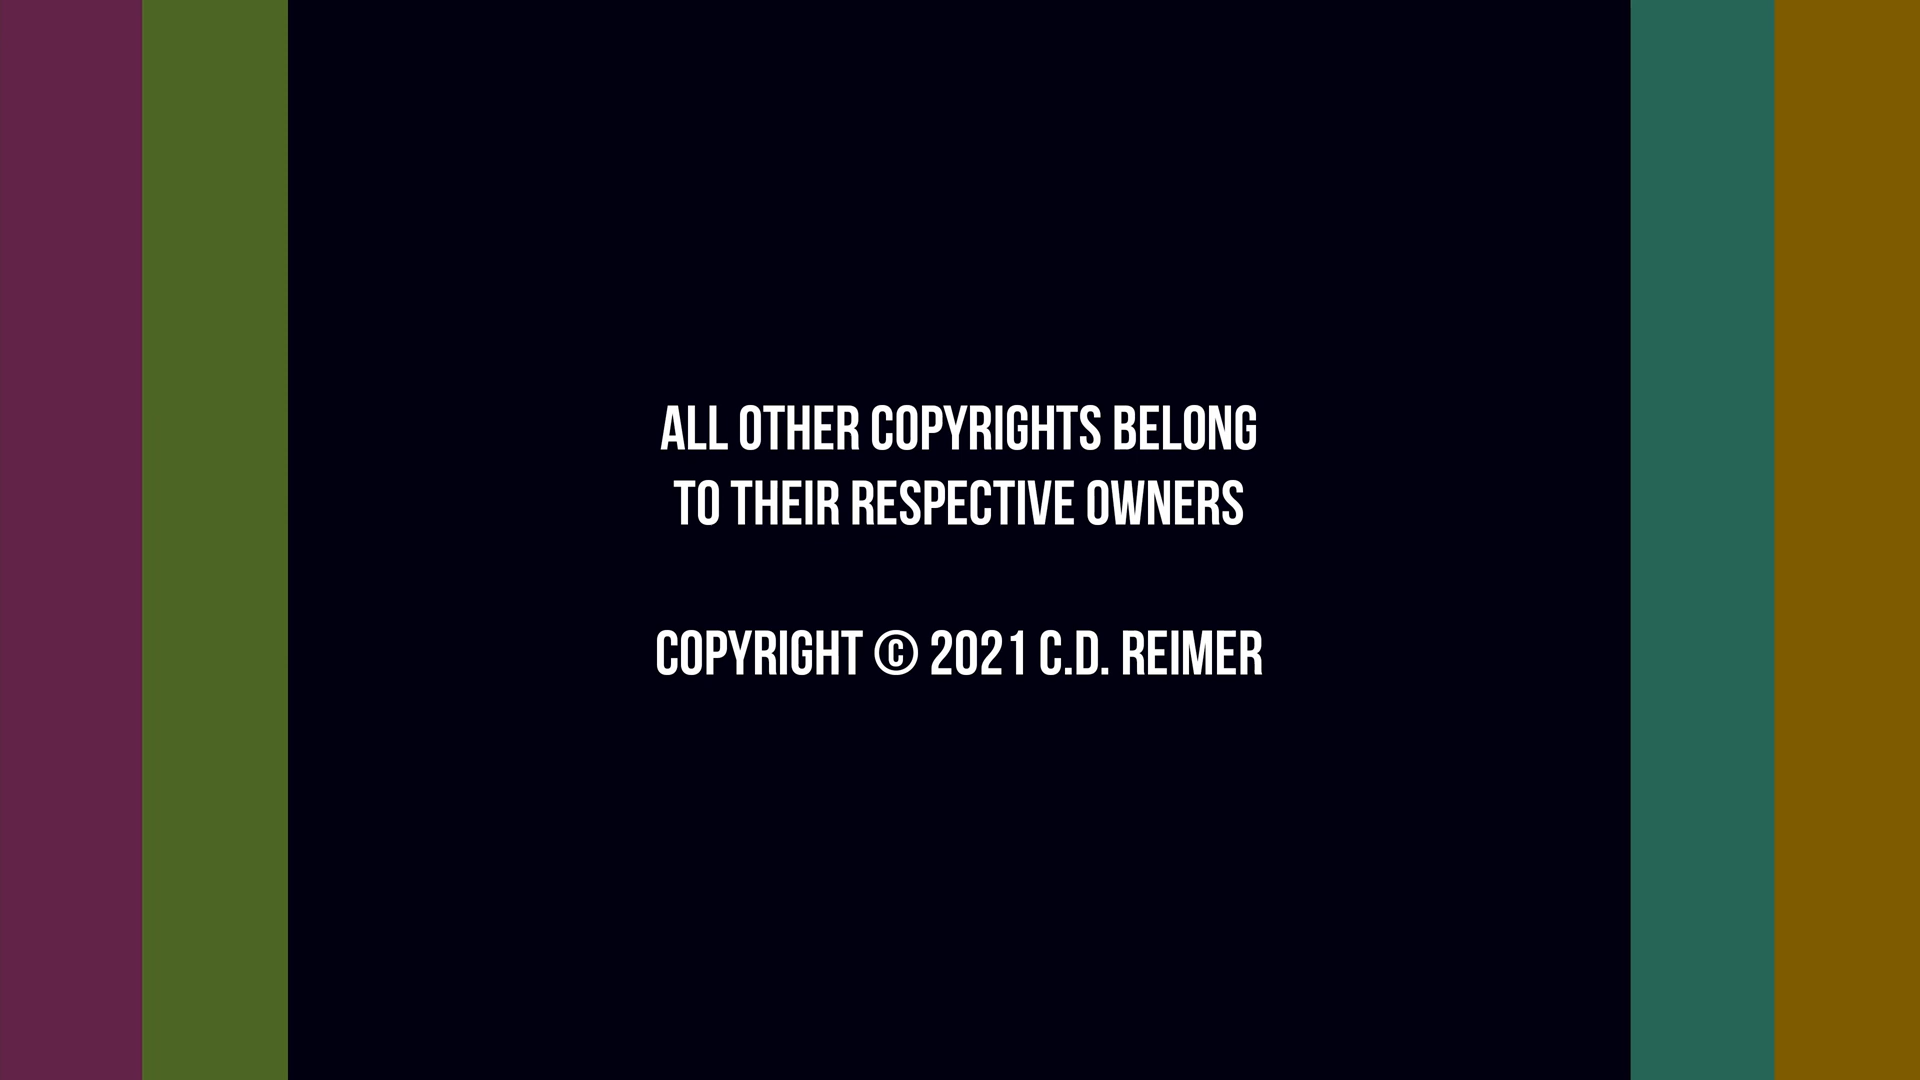 ALL OTHER COPYRIGHTS BELONG
TO THEIR RESPECTIVE OWNERS
COPYRIGHT © 2021 C.D. REIMER